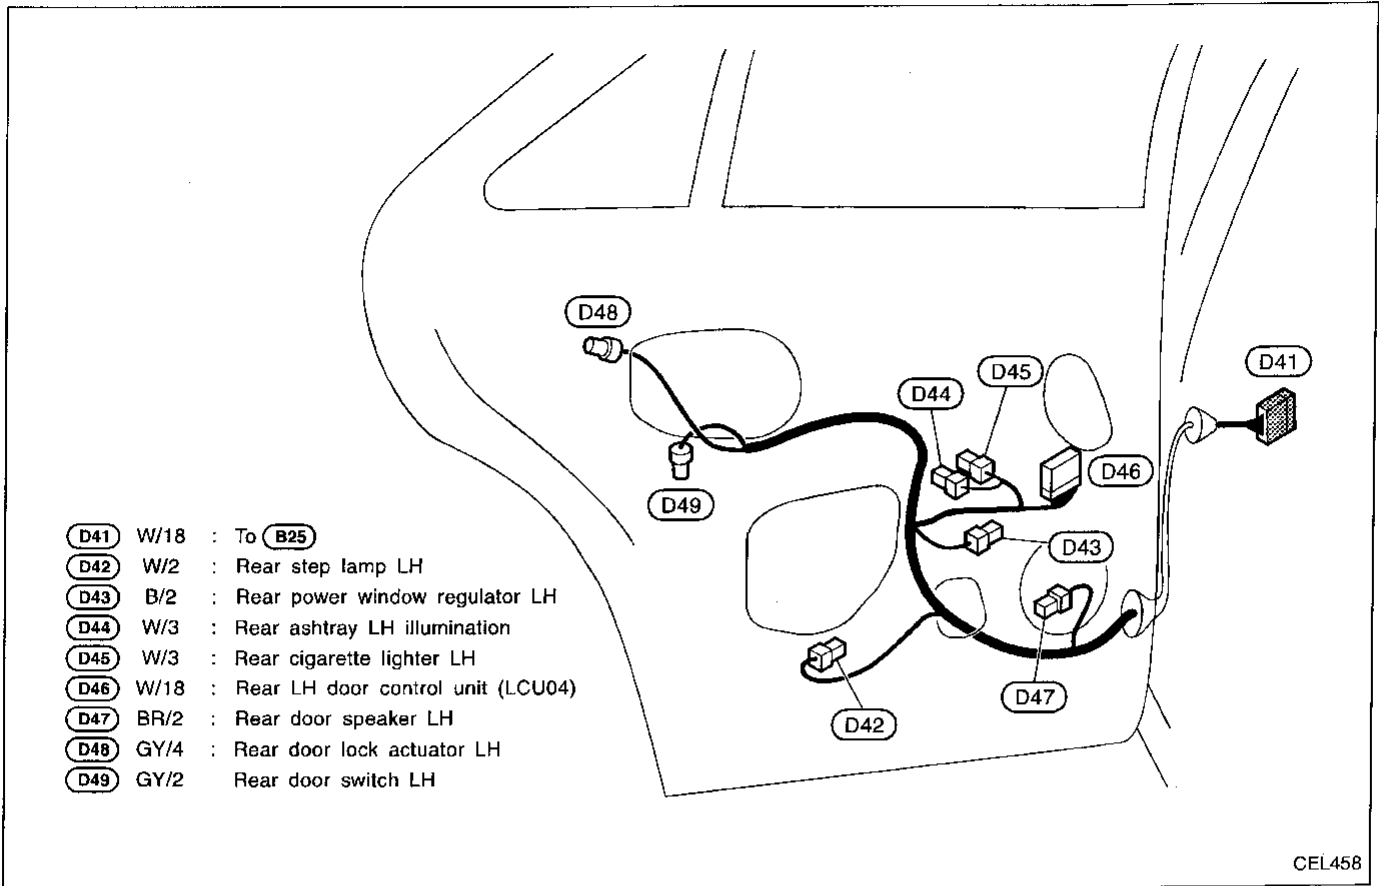 D48
D41
D45
D44
D46
D49
D43
D47
D42
D41 W/18 : To B25
D42 W/2 : Rear step lamp LH
D43 B/2 : Rear power window regulator LH
D44 W/3 : Rear ashtray LH illumination
D45 W/3 : Rear cigarette lighter LH
D46 W/18 : Rear LH door control unit (LCU04)
D47 BR/2 : Rear door speaker LH
D48 GY/4 : Rear door lock actuator LH
D49 GY/2 Rear door switch LH
CEL458